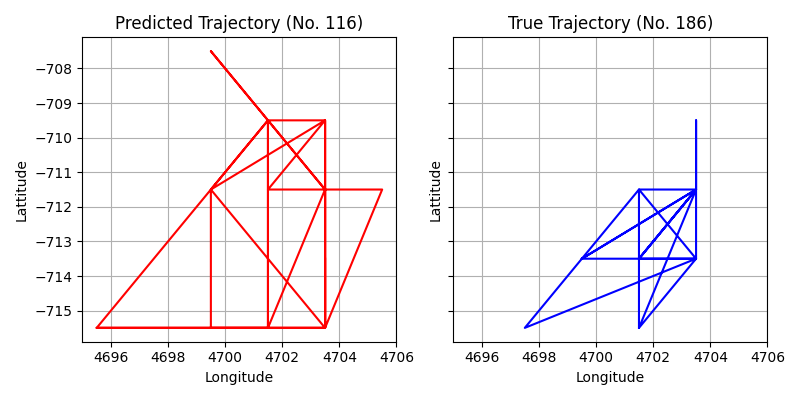 Predicted Trajectory (No. 116)
True Trajectory (No. 186)
Lattitude
−708
−709
−710
−711
−712
−713
−714
−715
4696 4698 4700 4702 4704 4706
Longitude
Lattitude
4696 4698 4700 4702 4704 4706
Longitude